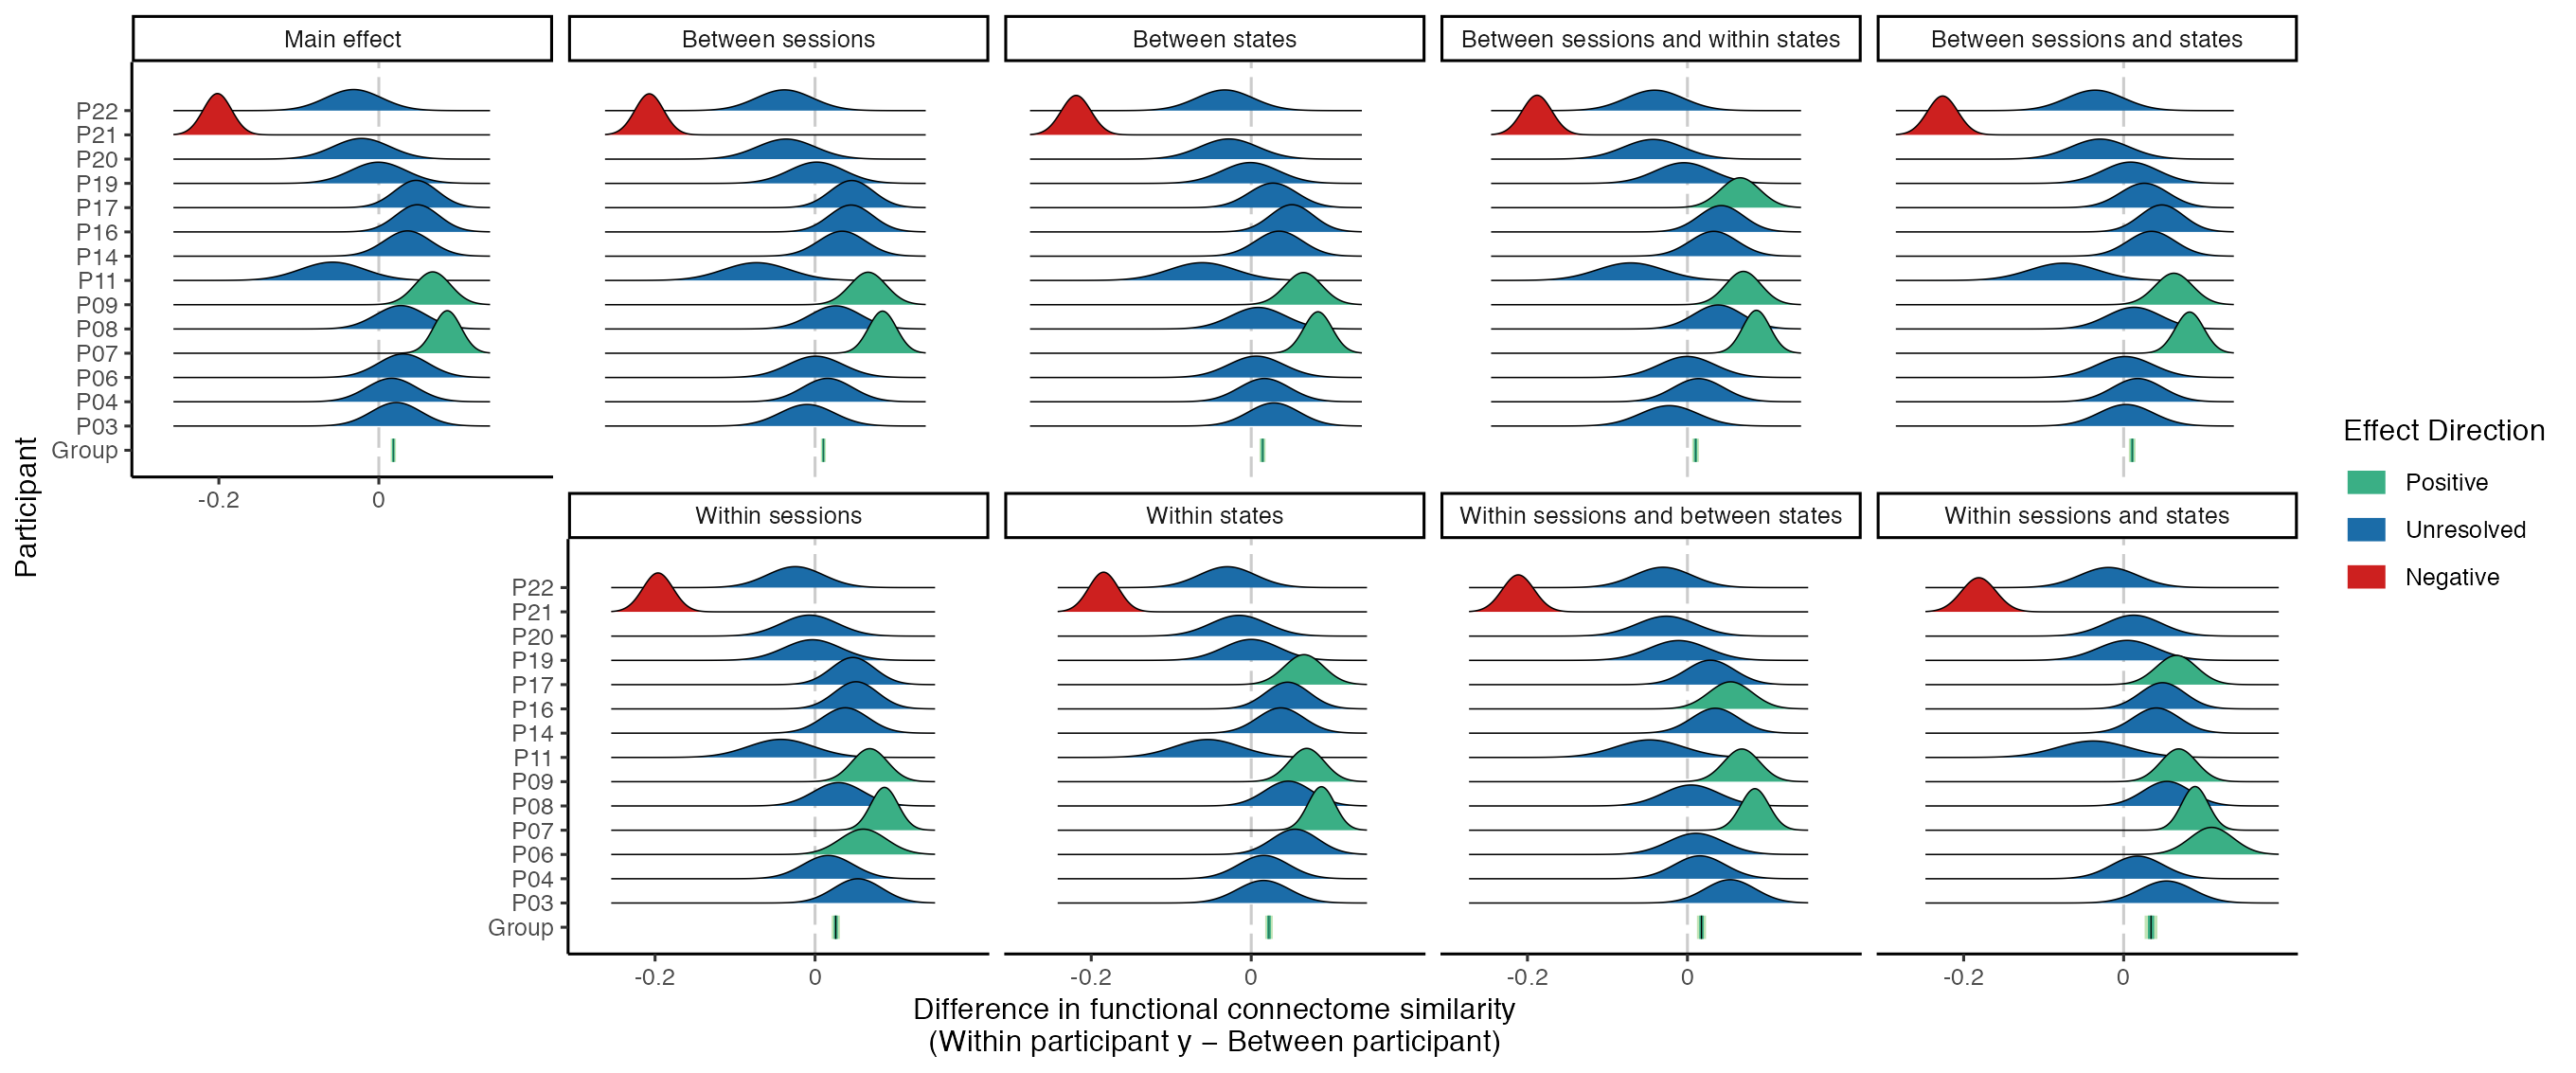 Main effect
Between sessions
Between states
Between sessions and within states
Between sessions and states
P22
P21
P20
P19
P17
P16
P14
P11
P09
P08
P07
P06
P04
P03
Group
-0.2
0
Participant
Within sessions
Within states
Within sessions and between states
Within sessions and states
P22
P21
P20
P19
P17
P16
P14
P11
P09
P08
P07
P06
P04
P03
Group
-0.2
0
-0.2
0
-0.2
0
-0.2
0
Difference in functional connectome similarity
(Within participant y − Between participant)
Effect Direction
Positive
Unresolved
Negative